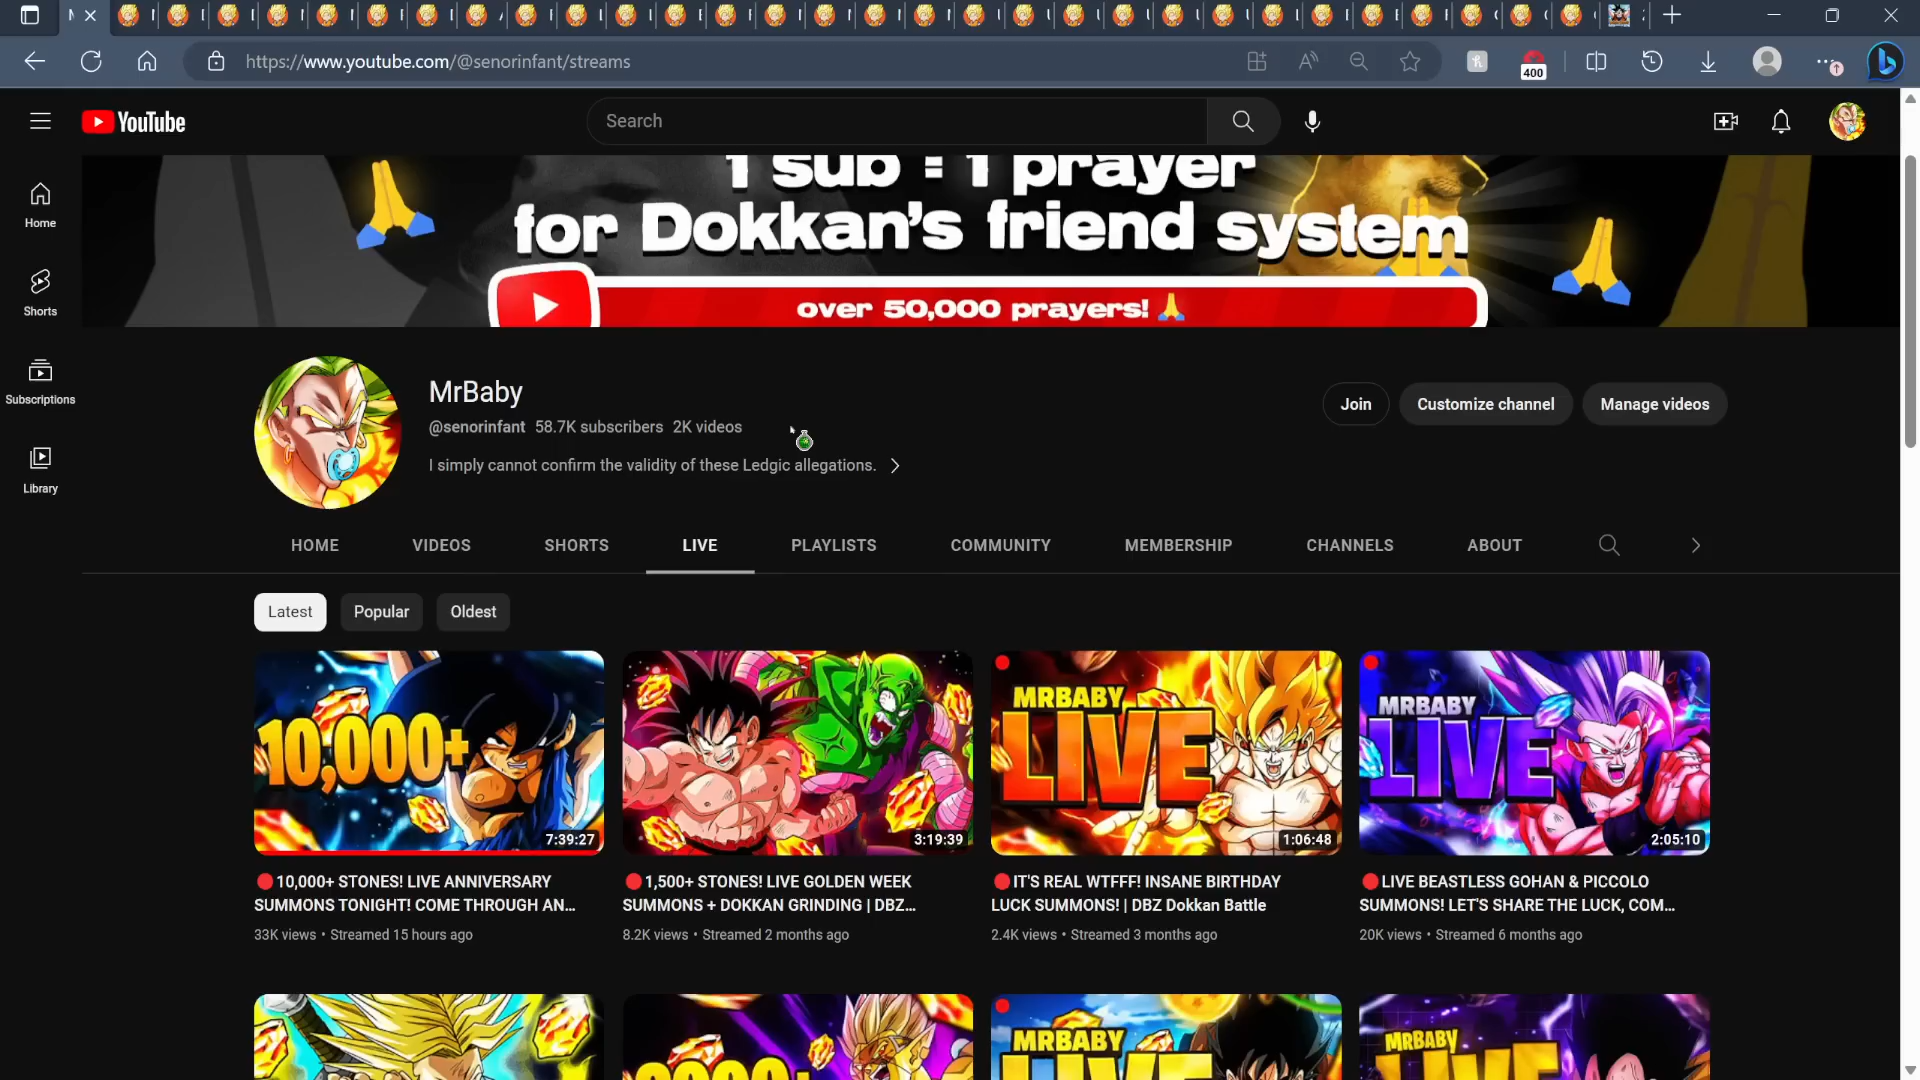 https://www.youtube.com/@senorinfant/streams
400
YouTube
Search
1 sub = 1 prayer
for Dokkan's friend system
over 50,000 prayers! 🙏
Home
Shorts
Subscriptions
Library
MrBaby
@senorinfant 58.7K subscribers 2K videos
I simply cannot confirm the validity of these Ledgic allegations.
Join Customize channel Manage videos
HOME VIDEOS SHORTS LIVE PLAYLISTS COMMUNITY MEMBERSHIP CHANNELS ABOUT
Latest Popular Oldest
10,000+
7:39:27
3:19:39
MRBABY
LIVE
1:06:48
MRBABY
LIVE
2:05:10
🔴10,000+ STONES! LIVE ANNIVERSARY
SUMMONS TONIGHT! COME THROUGH AN...
33K views • Streamed 15 hours ago
🔴1,500+ STONES! LIVE GOLDEN WEEK
SUMMONS + DOKKAN GRINDING | DBZ...
8.2K views • Streamed 2 months ago
🔴IT'S REAL WTFFF! INSANE BIRTHDAY
LUCK SUMMONS! | DBZ Dokkan Battle
2.4K views • Streamed 3 months ago
🔴LIVE BEASTLESS GOHAN & PICCOLO
SUMMONS! LET'S SHARE THE LUCK, COM...
20K views • Streamed 6 months ago
MRBABY
LIVE
MRBABY
LIVE